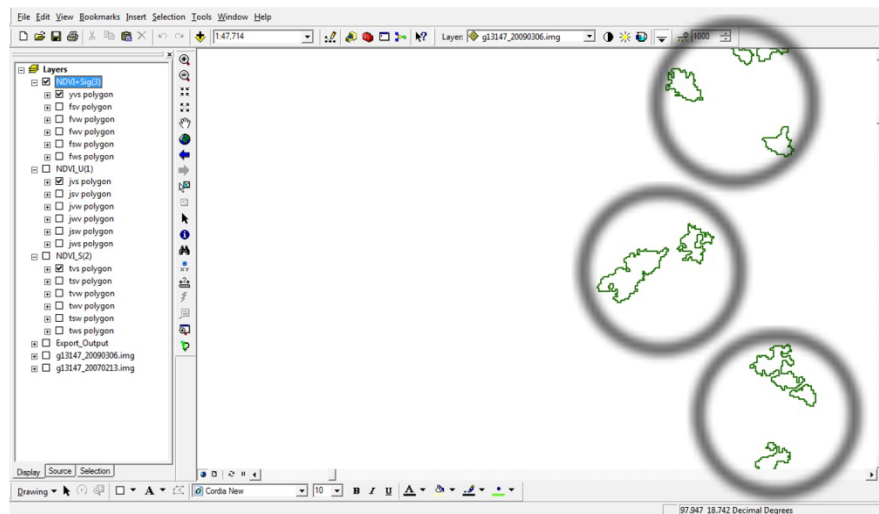 File Edit View Bookmarks Insert Selection Tools Window Help
1:47,714 Layer: g13147_20090306.img 1000
Layers
NDVI+Sig(3)
yvs polygon
fsv polygon
fvw polygon
fwv polygon
fsw polygon
fws polygon
NDVI_U(1)
jvs polygon
jsv polygon
jvw polygon
jwv polygon
jsw polygon
jws polygon
NDVI_S(2)
tvs polygon
tsv polygon
tvw polygon
twv polygon
tsw polygon
tws polygon
Export_Output
g13147_20090306.img
g13147_20070213.img
Display Source Selection
Drawing A Cordia New 10 B I U A
97.947 18.742 Decimal Degrees